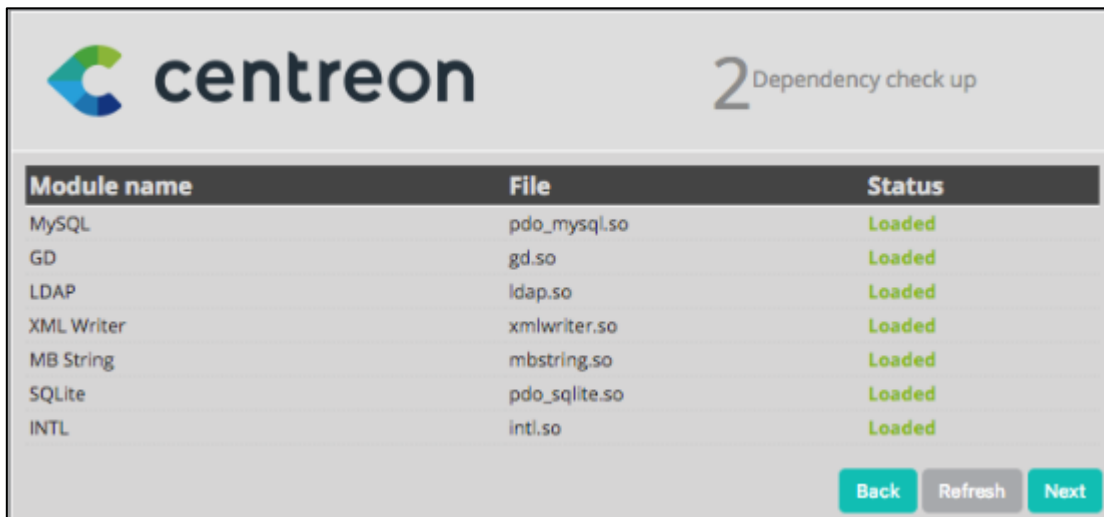 centreon
2 Dependency check up
Module name File Status
MySQL pdo_mysql.so Loaded
GD gd.so Loaded
LDAP ldap.so Loaded
XML Writer xmlwriter.so Loaded
MB String mbstring.so Loaded
SQLite pdo_sqlite.so Loaded
INTL intl.so Loaded
Back Refresh Next